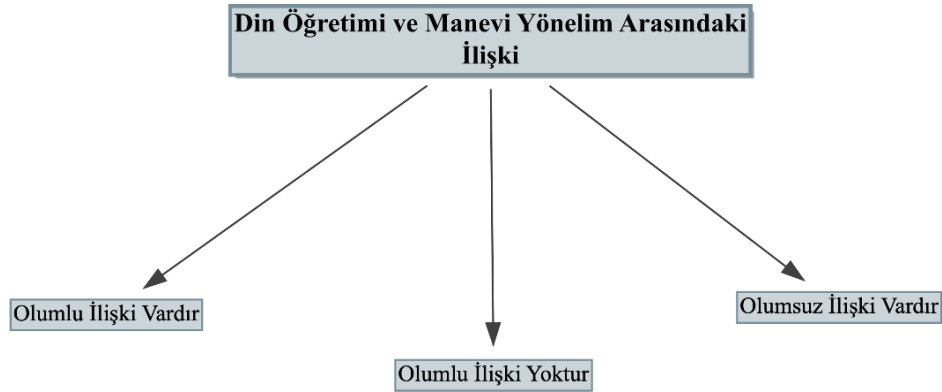 Din Öğretimi ve Manevi Yönelim Arasındaki
İlişki
Olumlu İlişki Vardır
Olumlu İlişki Yoktur
Olumsuz İlişki Vardır